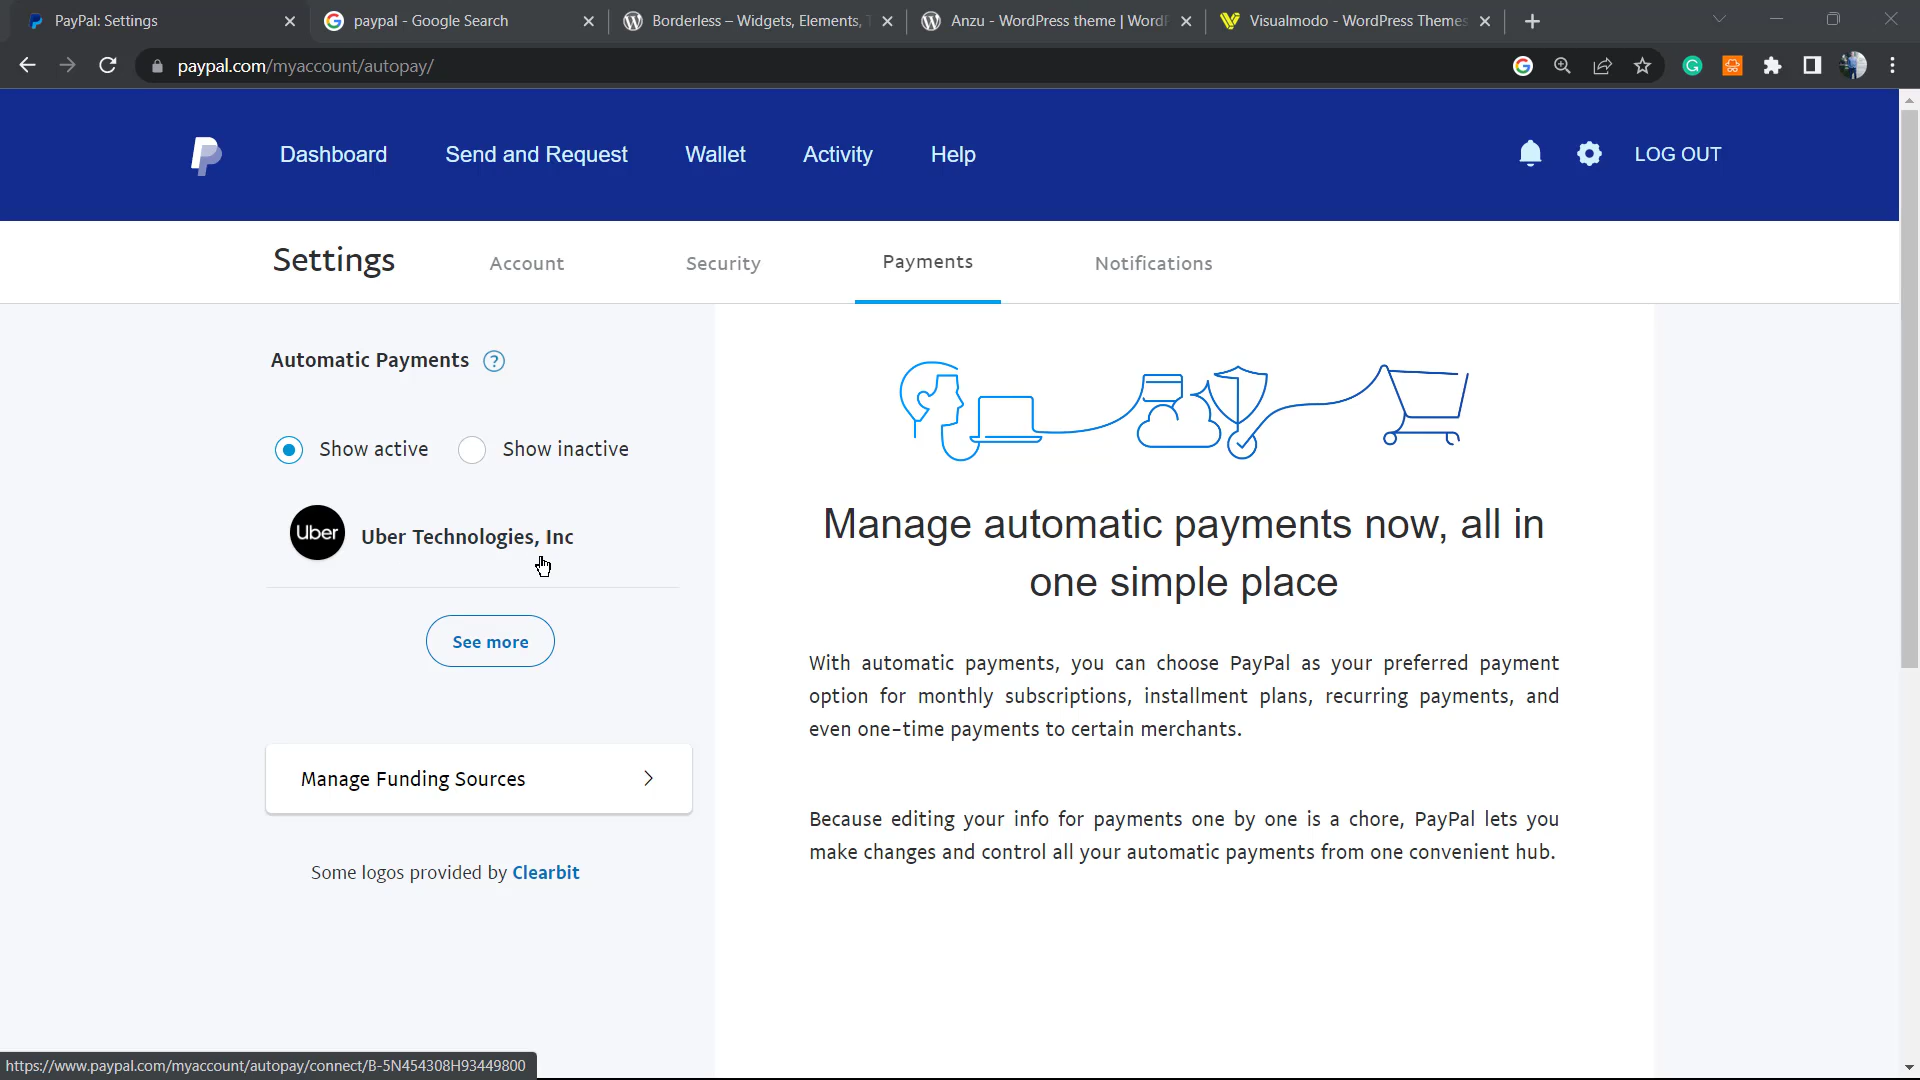 PayPal: Settings
paypal - Google Search
Borderless – Widgets, Elements,
Anzu - WordPress theme | Word
Visualmodo - WordPress Themes
paypal.com/myaccount/autopay/
Dashboard
Send and Request
Wallet
Activity
Help
LOG OUT
Settings
Account
Security
Payments
Notifications
Automatic Payments ?
Show active
Show inactive
Uber
Uber Technologies, Inc
See more
Manage Funding Sources
Some logos provided by Clearbit
Manage automatic payments now, all in
one simple place
With automatic payments, you can choose PayPal as your preferred payment
option for monthly subscriptions, installment plans, recurring payments, and
even one-time payments to certain merchants.
Because editing your info for payments one by one is a chore, PayPal lets you
make changes and control all your automatic payments from one convenient hub.
https://www.paypal.com/myaccount/autopay/connect/B-5N454308H93449800